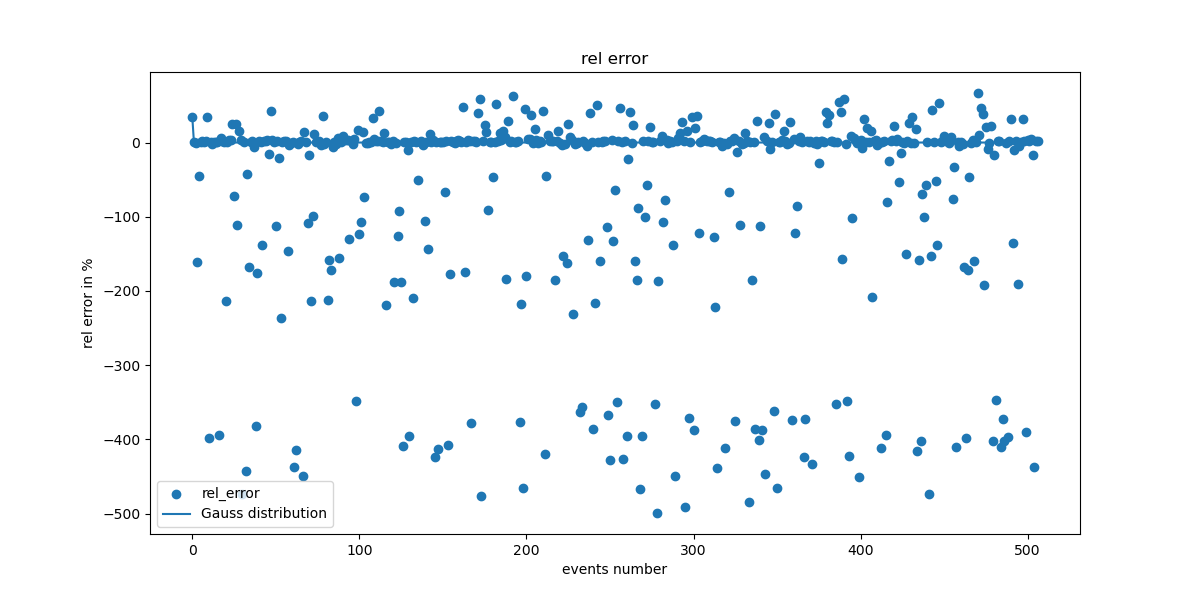 rel error
rel error in %
0
−100
−200
−300
−400
−500
rel_error
Gauss distribution
0
100
200
300
400
500
events number